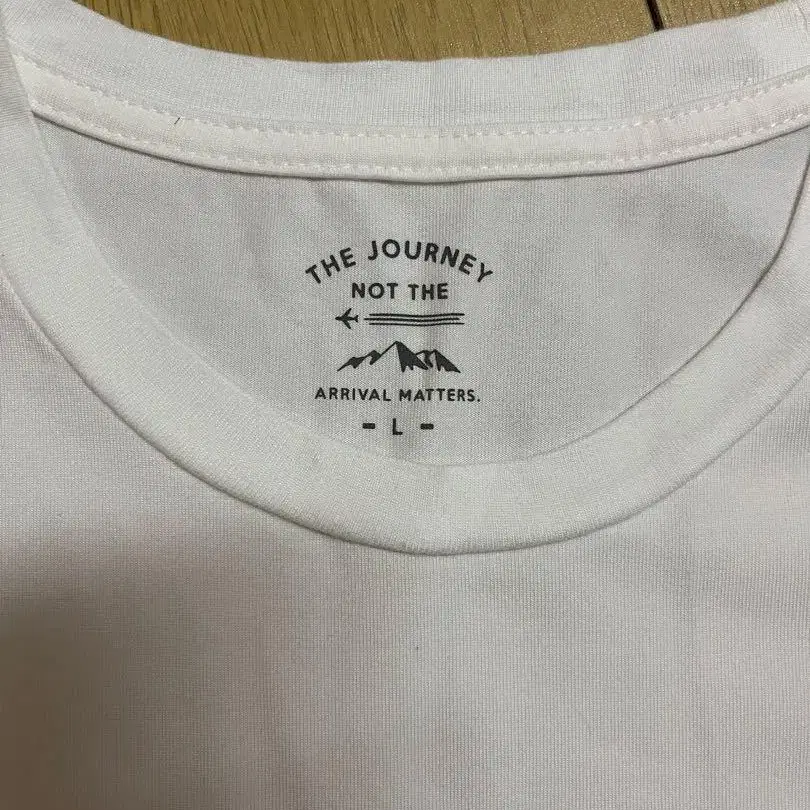 THE JOURNEY
NOT THE
ARRIVAL MATTERS.
- L -